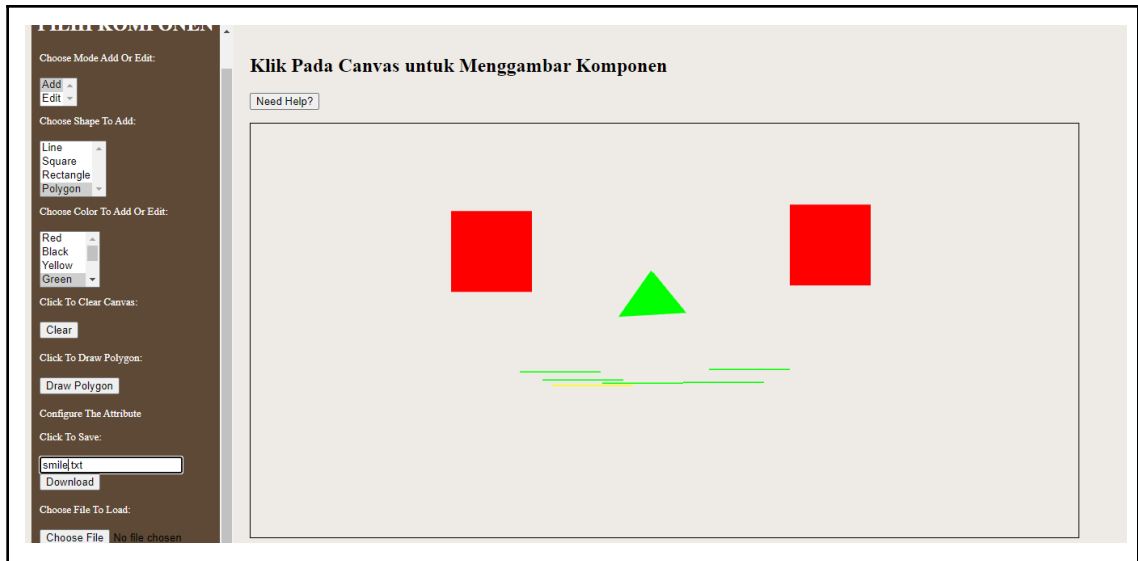 PILIH KOMPONEN
Choose Mode Add Or Edit:
Add
Edit
Choose Shape To Add:
Line
Square
Rectangle
Polygon
Choose Color To Add Or Edit:
Red
Black
Yellow
Green
Click To Clear Canvas:
Clear
Click To Draw Polygon:
Draw Polygon
Configure The Attribute
Click To Save:
smile.txt
Download
Choose File To Load:
Choose File No file chosen
Klik Pada Canvas untuk Menggambar Komponen
Need Help?